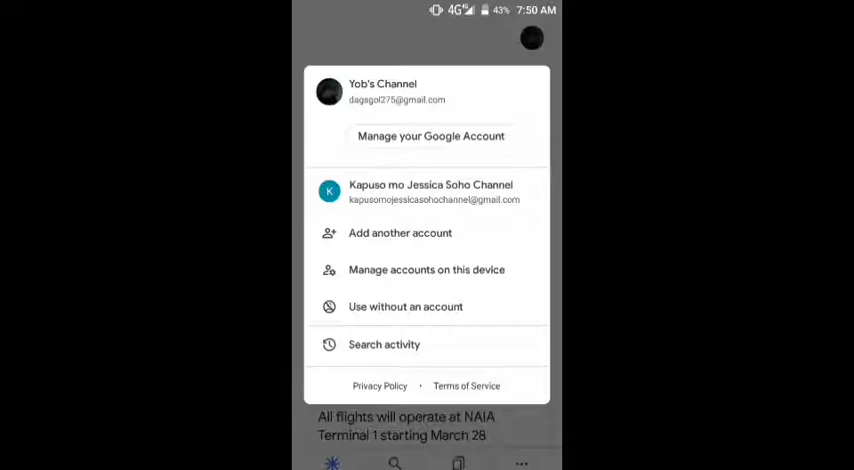 4G 43% 7:50 AM
Yob's Channel
dagsgol275@gmail.com
Manage your Google Account
K
Kapuso mo Jessica Soho Channel
kapusomojessicasohochannel@gmail.com
Add another account
Manage accounts on this device
Use without an account
Search activity
Privacy Policy • Terms of Service
All flights will operate at NAIA
Terminal 1 starting March 28